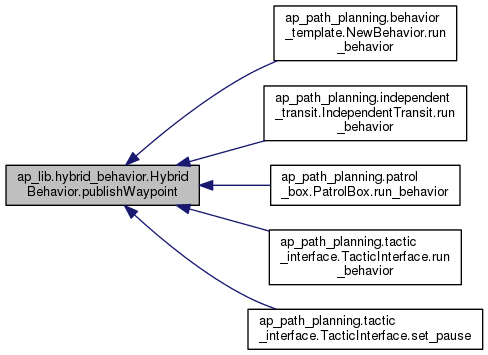 ap_path_planning.behavior
_template.NewBehavior.run
_behavior
ap_path_planning.independent
_transit.IndependentTransit.run
_behavior
ap_lib.hybrid_behavior.Hybrid
Behavior.publishWaypoint
ap_path_planning.patrol
_box.PatrolBox.run_behavior
ap_path_planning.tactic
_interface.TacticInterface.run
_behavior
ap_path_planning.tactic
_interface.TacticInterface.set_pause